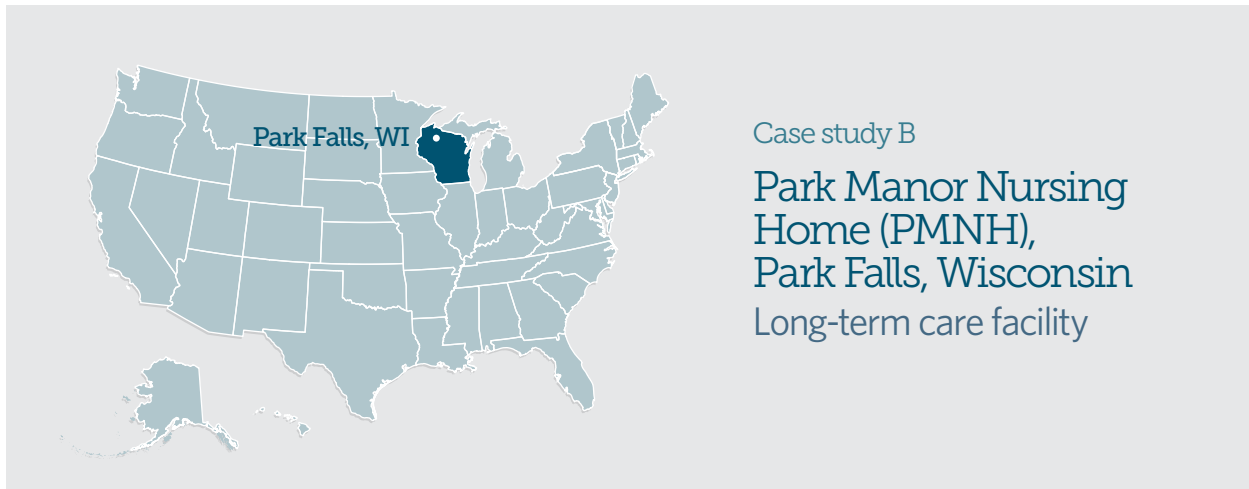 Park Falls, WI
Case study B
Park Manor Nursing
Home (PMNH),
Park Falls, Wisconsin
Long-term care facility